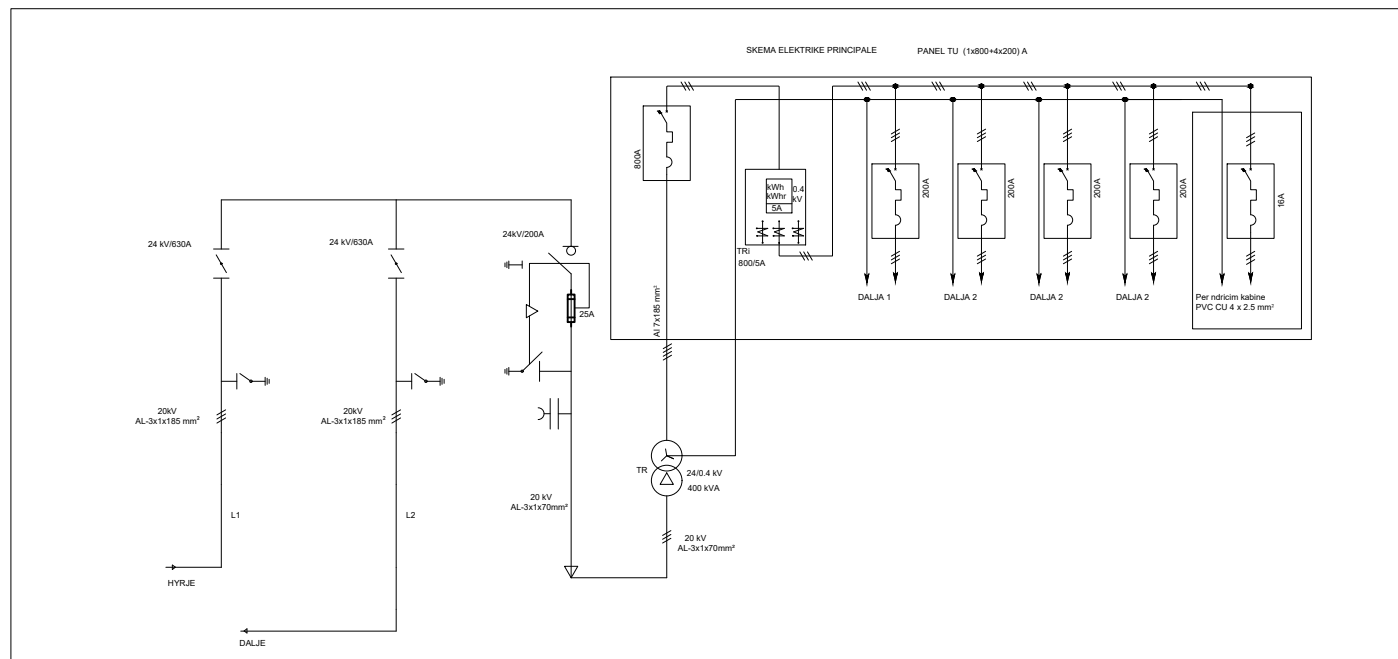 SKEMA ELEKTRIKE PRINCIPALE
PANEL TU (1x800+4x200) A
800A
kWh
kWhr
5A
0.4
kV
TRi
800/5A
200A
200A
200A
200A
16A
DALJA 1
DALJA 2
DALJA 2
DALJA 2
Per ndricim kabine
PVC CU 4 x 2.5 mm²
24 kV/630A
24 kV/630A
24kV/200A
25A
Al 7x185 mm²
20kV
AL-3x1x185 mm²
20kV
AL-3x1x185 mm²
TR
24/0.4 kV
400 kVA
20 kV
AL-3x1x70mm²
20 kV
AL-3x1x70mm²
L1
L2
HYRJE
DALJE